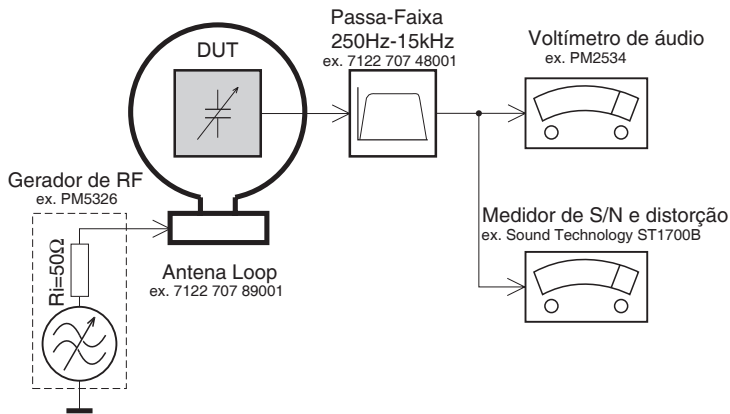 Passa-Faixa
250Hz-15kHz
ex. 7122 707 48001
DUT
Voltímetro de áudio
ex. PM2534
Gerador de RF
ex. PM5326
Ri=50Ω
Antena Loop
ex. 7122 707 89001
Medidor de S/N e distorção
ex. Sound Technology ST1700B